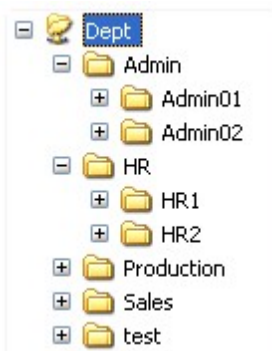 Dept
Admin
Admin01
Admin02
HR
HR1
HR2
Production
Sales
test